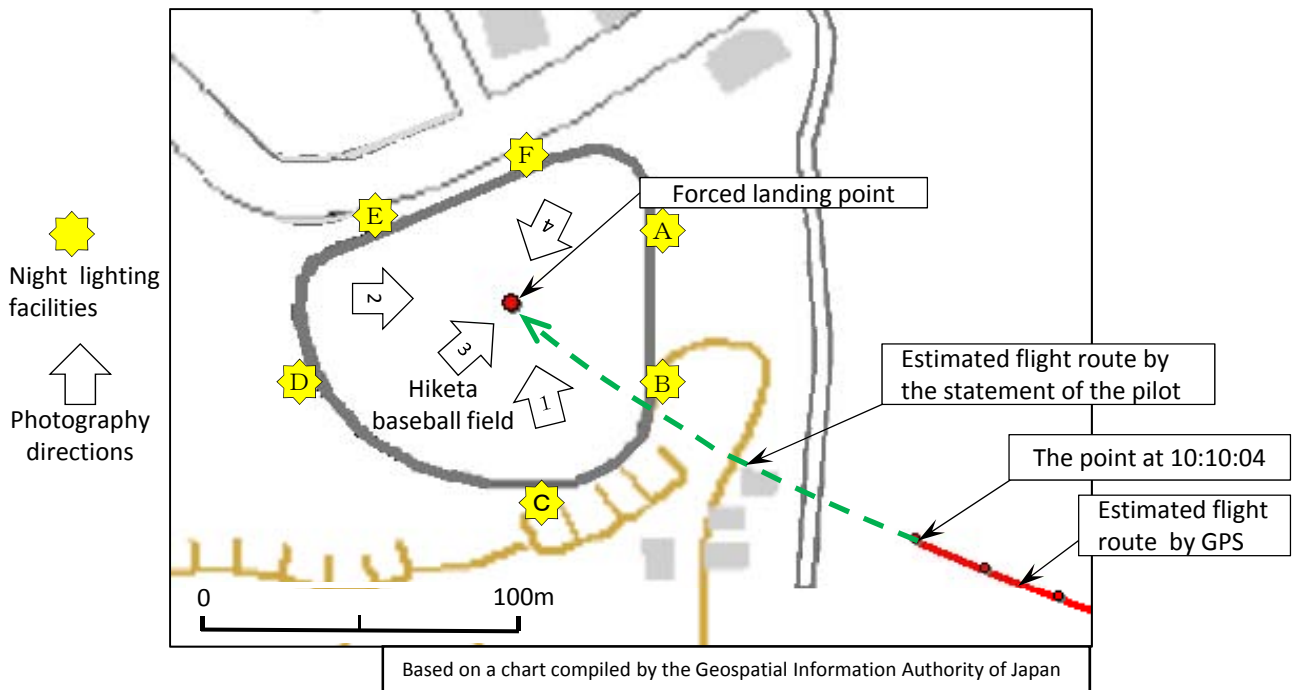 F
Forced landing point
E
A
4
Night lighting
facilities
2
3
Estimated flight route by
the statement of the pilot
D
B
Hiketa
baseball field
1
Photography
directions
The point at 10:10:04
C
Estimated flight
route by GPS
0
100m
Based on a chart compiled by the Geospatial Information Authority of Japan